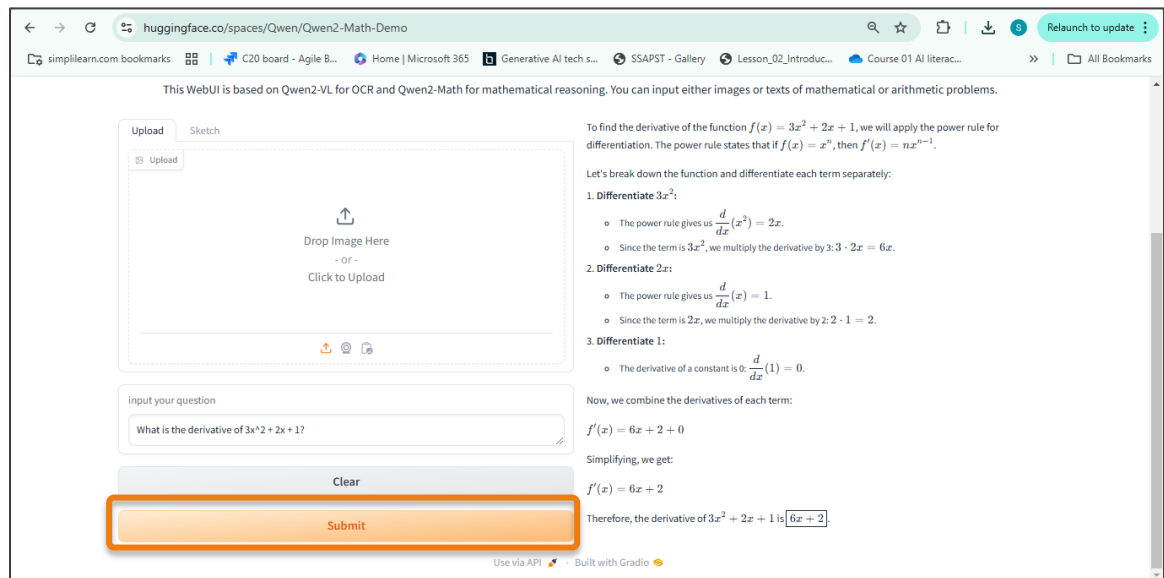 huggingface.co/spaces/Qwen/Qwen2-Math-Demo
S
Relaunch to update
simplilearn.com bookmarks
C20 board - Agile B...
Home | Microsoft 365
Generative AI tech s...
SSAPST - Gallery
Lesson_02_Introduc...
Course 01 AI literac...
»
All Bookmarks
This WebUI is based on Qwen2-VL for OCR and Qwen2-Math for mathematical reasoning. You can input either images or texts of mathematical or arithmetic problems.
Upload
Sketch
Upload
Drop Image Here
- or -
Click to Upload
input your question
What is the derivative of 3x^2 + 2x + 1?
Clear
Submit
To find the derivative of the function f(x) = 3x² + 2x + 1, we will apply the power rule for
differentiation. The power rule states that if f(x) = xⁿ, then f′(x) = nxⁿ⁻¹.
Let's break down the function and differentiate each term separately:
1. Differentiate 3x²:
∘ The power rule gives us d/dx (x²) = 2x.
∘ Since the term is 3x², we multiply the derivative by 3: 3 · 2x = 6x.
2. Differentiate 2x:
∘ The power rule gives us d/dx (x) = 1.
∘ Since the term is 2x, we multiply the derivative by 2: 2 · 1 = 2.
3. Differentiate 1:
∘ The derivative of a constant is 0: d/dx (1) = 0.
Now, we combine the derivatives of each term:
f′(x) = 6x + 2 + 0
Simplifying, we get:
f′(x) = 6x + 2
Therefore, the derivative of 3x² + 2x + 1 is 6x + 2.
Use via API · Built with Gradio